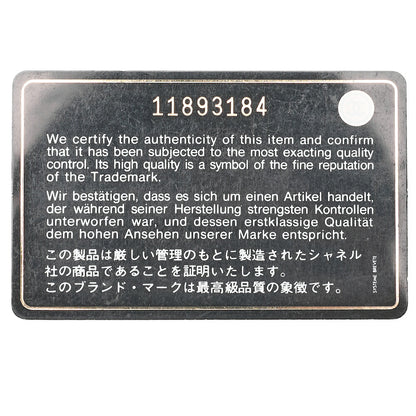 11893184
We certify the authenticity of this item and confirm
that it has been subjected to the most exacting quality
control. Its high quality is a symbol of the fine reputation
of the Trademark.
Wir bestätigen, dass es sich um einen Artikel handelt,
der während seiner Herstellung strengsten Kontrollen
unterworfen war, und dessen erstklassige Qualität
dem hohen Ansehen unserer Marke entspricht.
この製品は厳しい管理のもとに製造されたシャネル
社の商品であることを証明いたします。
このブランド・マークは最高級品質の象徴です。
SYSTEME BREVETE